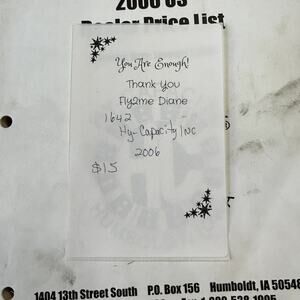 2006 US
Dealer Price List
You Are Enough!
Thank You
Fly2me Diane
1642
Hy-Capacity Inc
2006
$15
1404 13th Street South P.O. Box 156 Humboldt, IA 50548